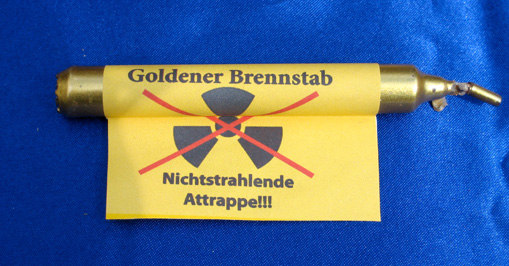 Goldener Brennstab
Nichtstrahlende
Attrappe!!!